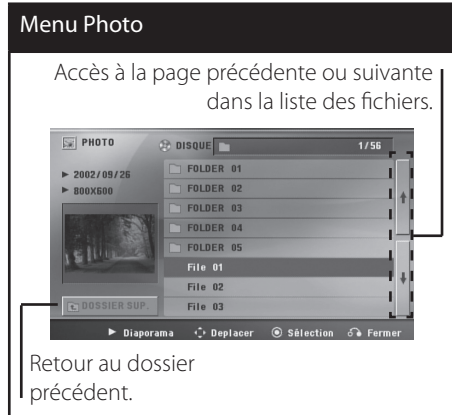 Menu Photo
Accès à la page précédente ou suivante
dans la liste des fichiers.
PHOTO
DISQUE
1/56
2002/09/26
800X600
FOLDER 01
FOLDER 02
FOLDER 03
FOLDER 04
FOLDER 05
File 01
File 02
File 03
DOSSIER SUP.
Diaporama
Deplacer
Sélection
Fermer
Retour au dossier
précédent.